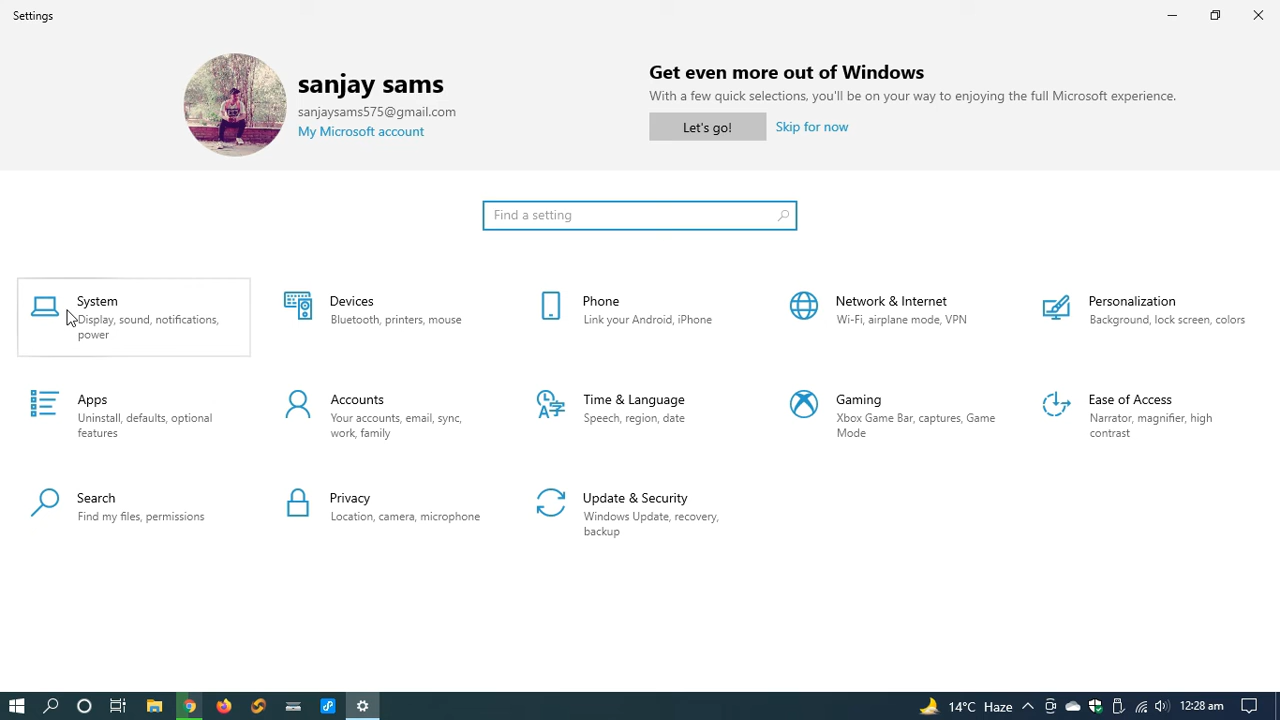 Settings
sanjay sams
sanjaysams575@gmail.com
My Microsoft account
Get even more out of Windows
With a few quick selections, you'll be on your way to enjoying the full Microsoft experience.
Let's go!
Skip for now
Find a setting
System
Display, sound, notifications,
power
Devices
Bluetooth, printers, mouse
Phone
Link your Android, iPhone
Network & Internet
Wi-Fi, airplane mode, VPN
Personalization
Background, lock screen, colors
Apps
Uninstall, defaults, optional
features
Accounts
Your accounts, email, sync,
work, family
Time & Language
Speech, region, date
Gaming
Xbox Game Bar, captures, Game
Mode
Ease of Access
Narrator, magnifier, high
contrast
Search
Find my files, permissions
Privacy
Location, camera, microphone
Update & Security
Windows Update, recovery,
backup
14°C Haze
12:28 am